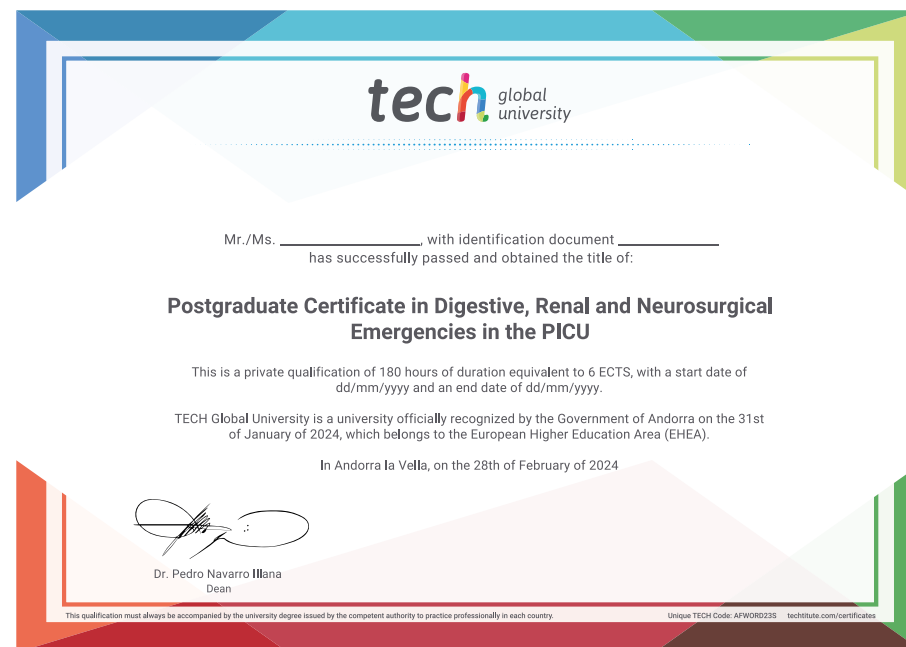 tech global
university
Mr./Ms. ____________, with identification document ____________
has successfully passed and obtained the title of:
Postgraduate Certificate in Digestive, Renal and Neurosurgical
Emergencies in the PICU
This is a private qualification of 180 hours of duration equivalent to 6 ECTS, with a start date of
dd/mm/yyyy and an end date of dd/mm/yyyy.
TECH Global University is a university officially recognized by the Government of Andorra on the 31st
of January of 2024, which belongs to the European Higher Education Area (EHEA).
In Andorra la Vella, on the 28th of February of 2024
Dr. Pedro Navarro Illana
Dean
This qualification must always be accompanied by the university degree issued by the competent authority to practice professionally in each country.
Unique TECH Code: AFWORD23S techtitute.com/certificates